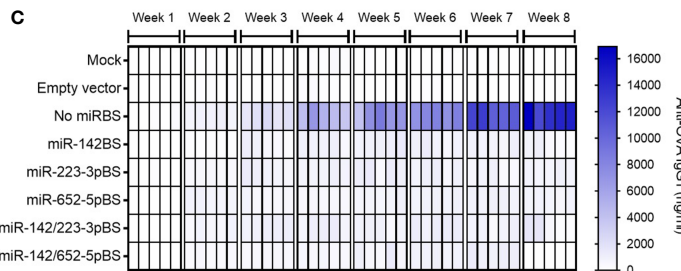 C
Week 1 Week 2 Week 3 Week 4 Week 5 Week 6 Week 7 Week 8
Mock
Empty vector
No miRBS
miR-142BS
miR-223-3pBS
miR-652-5pBS
miR-142/223-3pBS
miR-142/652-5pBS
16000
14000
12000
10000
8000
6000
4000
2000
0